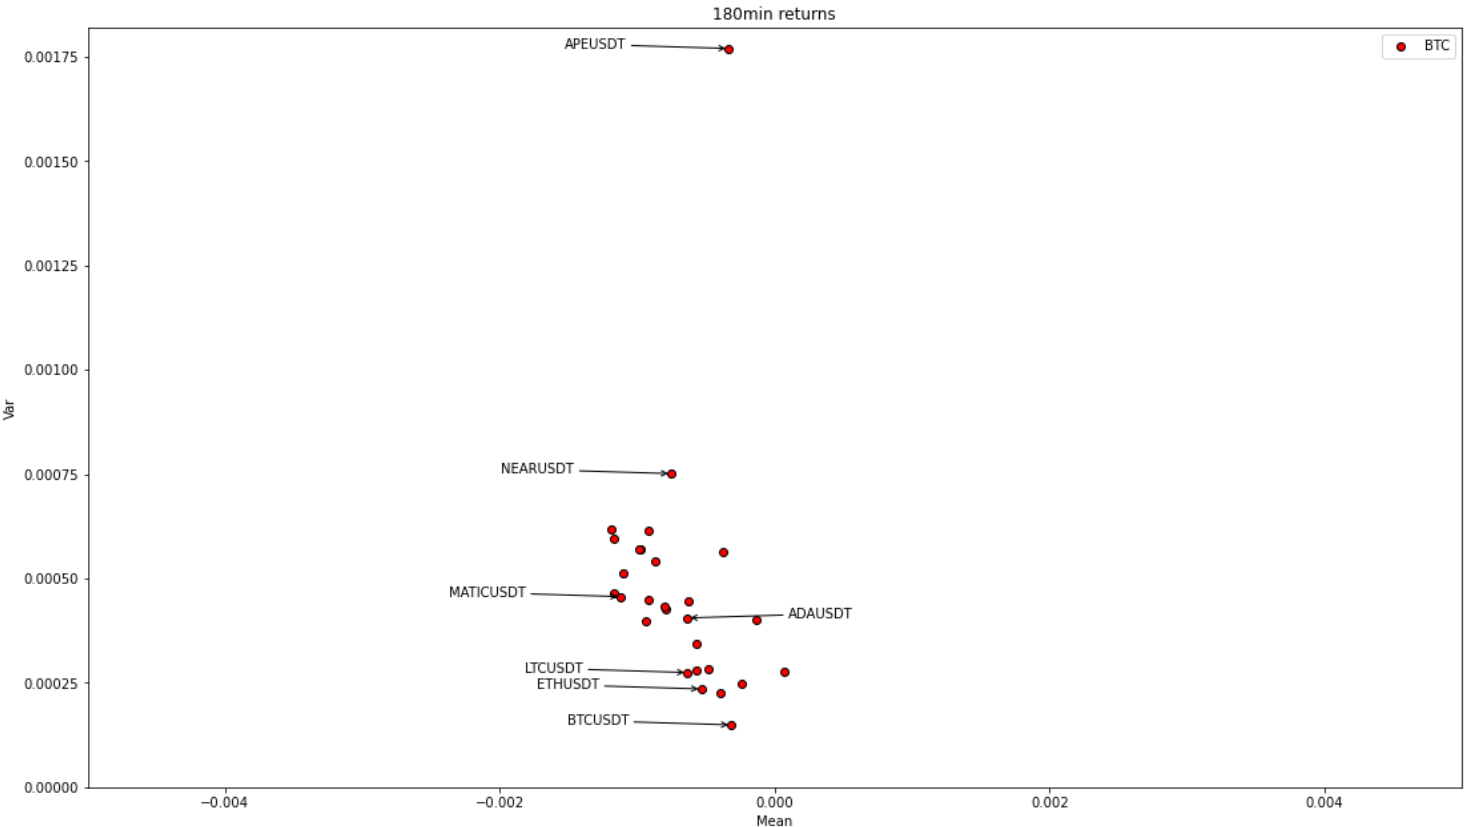 180min returns
BTC
APEUSDT
0.00175
0.00150
0.00125
0.00100
Var
0.00075
NEARUSDT
0.00050
MATICUSDT
ADAUSDT
LTCUSDT
0.00025
ETHUSDT
BTCUSDT
0.00000
−0.004
−0.002
0.000
0.002
0.004
Mean